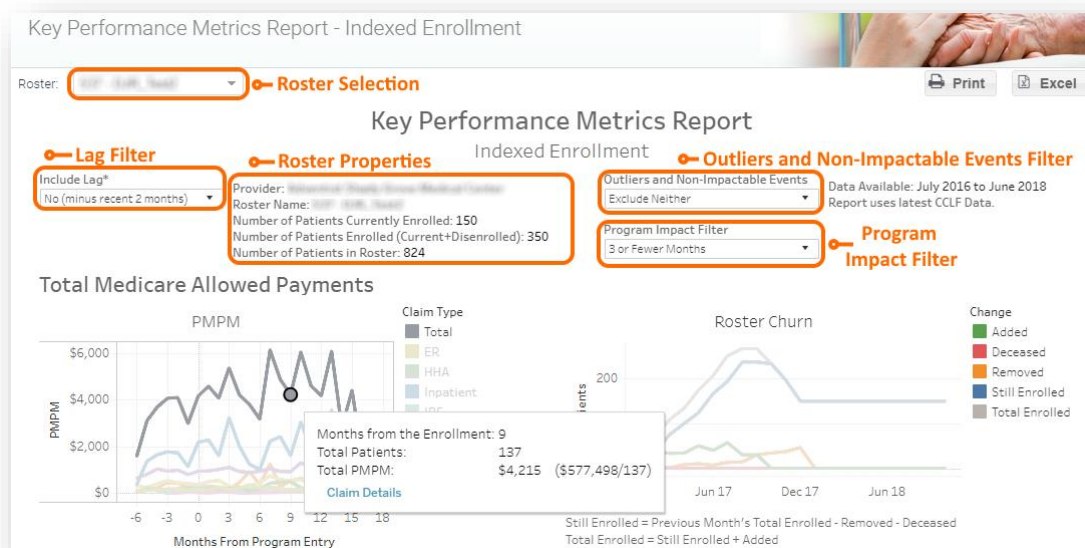 Key Performance Metrics Report - Indexed Enrollment
Roster:
Roster Selection
Print
Excel
Key Performance Metrics Report
Indexed Enrollment
Lag Filter
Include Lag*
No (minus recent 2 months)
Roster Properties
Provider:
Roster Name:
Number of Patients Currently Enrolled: 150
Number of Patients Enrolled (Current+Disenrolled): 350
Number of Patients in Roster: 824
Outliers and Non-Impactable Events Filter
Outliers and Non-Impactable Events
Exclude Neither
Data Available: July 2016 to June 2018
Report uses latest CCLF Data.
Program Impact Filter
3 or Fewer Months
Program
Impact Filter
Total Medicare Allowed Payments
PMPM
Claim Type
Total
ER
HHA
Inpatient
$6,000
$4,000
$2,000
$0
PMPM
-6 -3 0 3 6 9 12 15 18
Months From Program Entry
Months from the Enrollment: 9
Total Patients: 137
Total PMPM: $4,215 ($577,498/137)
Claim Details
Roster Churn
200
Jun 17 Dec 17 Jun 18
Change
Added
Deceased
Removed
Still Enrolled
Total Enrolled
Still Enrolled = Previous Month's Total Enrolled - Removed - Deceased
Total Enrolled = Still Enrolled + Added